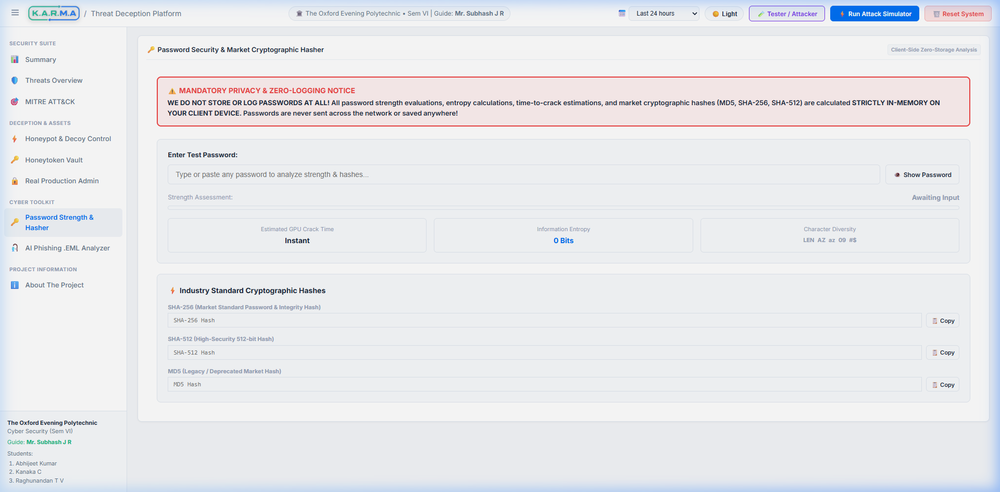 K.A.R.M.A / Threat Deception Platform
The Oxford Evening Polytechnic • Sem VI | Guide: Mr. Subhash J R
Last 24 hours
Light
Tester / Attacker
Run Attack Simulator
Reset System
SECURITY SUITE
Summary
Threats Overview
MITRE ATT&CK
DECEPTION & ASSETS
Honeypot & Decoy Control
Honeytoken Vault
Real Production Admin
CYBER TOOLKIT
Password Strength &
Hasher
AI Phishing .EML Analyzer
PROJECT INFORMATION
About The Project
The Oxford Evening Polytechnic
Cyber Security (Sem VI)
Guide: Mr. Subhash J R
Students:
1. Abhijeet Kumar
2. Kanaka C
3. Raghunandan T V
Password Security & Market Cryptographic Hasher
Client-Side Zero-Storage Analysis
MANDATORY PRIVACY & ZERO-LOGGING NOTICE
WE DO NOT STORE OR LOG PASSWORDS AT ALL! All password strength evaluations, entropy calculations, time-to-crack estimations, and market cryptographic hashes (MD5, SHA-256, SHA-512) are calculated STRICTLY IN-MEMORY ON
YOUR CLIENT DEVICE. Passwords are never sent across the network or saved anywhere!
Enter Test Password:
Type or paste any password to analyze strength & hashes...
Show Password
Strength Assessment:
Awaiting Input
Estimated GPU Crack Time
Instant
Information Entropy
0 Bits
Character Diversity
LEN AZ az 09 #$
Industry Standard Cryptographic Hashes
SHA-256 (Market Standard Password & Integrity Hash)
SHA-256 Hash
Copy
SHA-512 (High-Security 512-bit Hash)
SHA-512 Hash
Copy
MD5 (Legacy / Deprecated Market Hash)
MD5 Hash
Copy